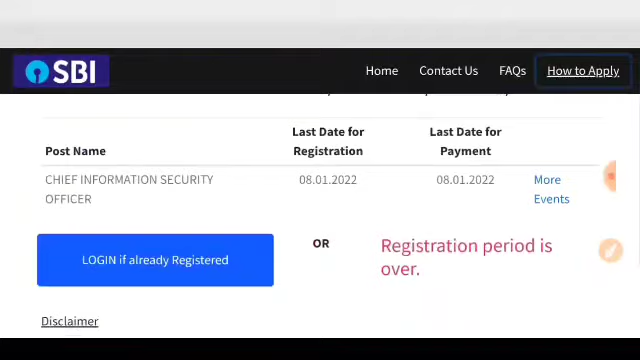 SBI
Home Contact Us FAQs How to Apply
Last Date for Last Date for
Post Name Registration Payment
CHIEF INFORMATION SECURITY 08.01.2022 08.01.2022 More
OFFICER Events
LOGIN if already Registered OR Registration period is
over.
Disclaimer